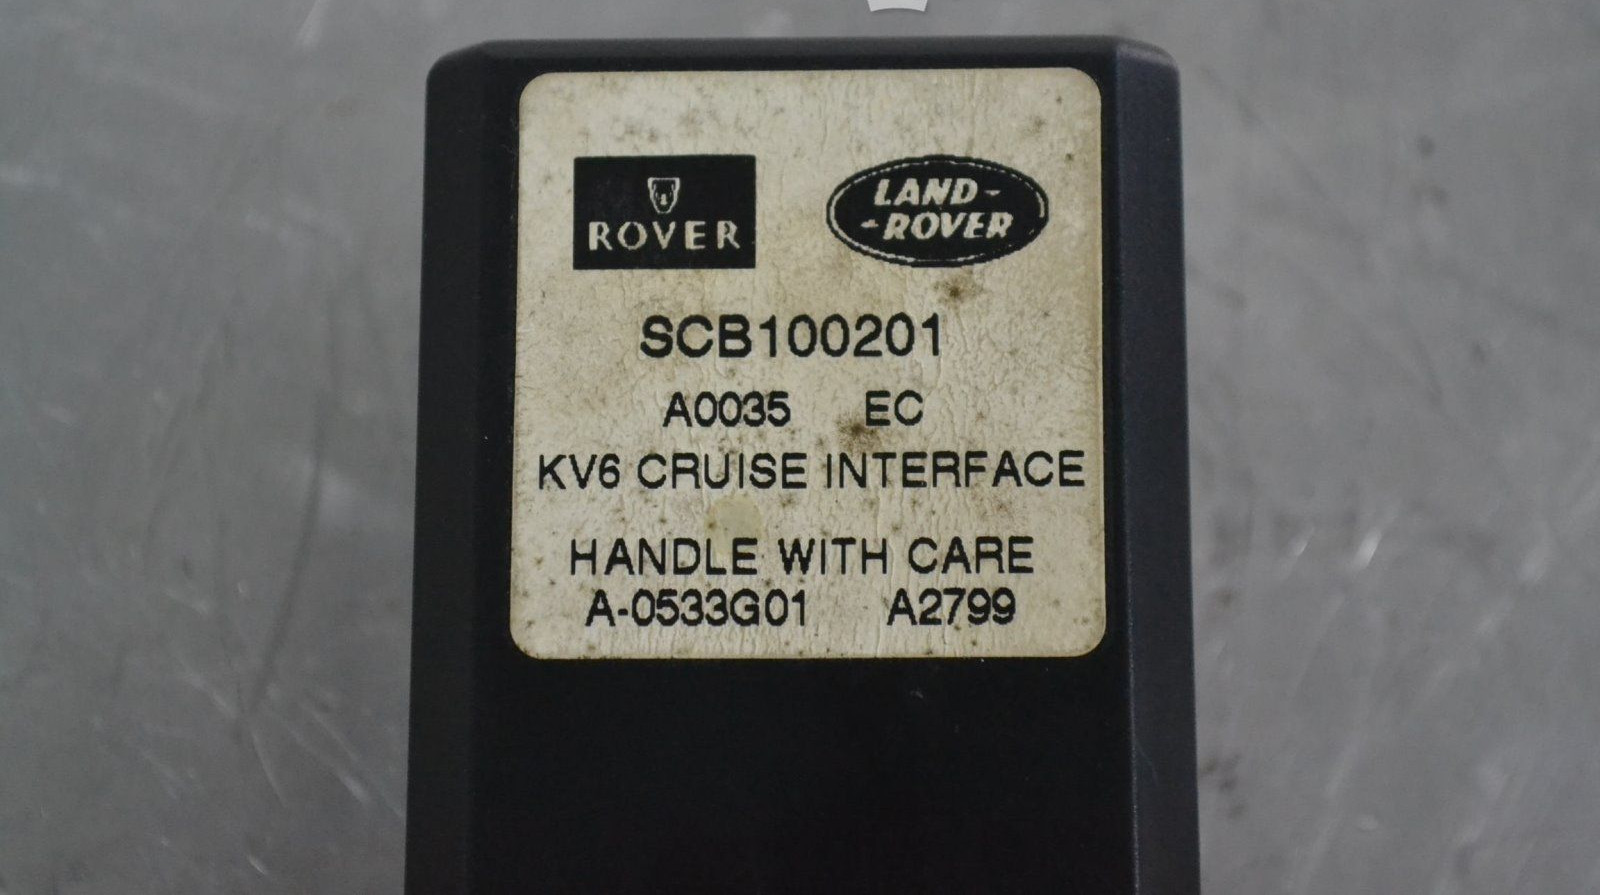 ROVER
LAND-
-ROVER
SCB100201
A0035 EC
KV6 CRUISE INTERFACE
HANDLE WITH CARE
A-0533G01 A2799